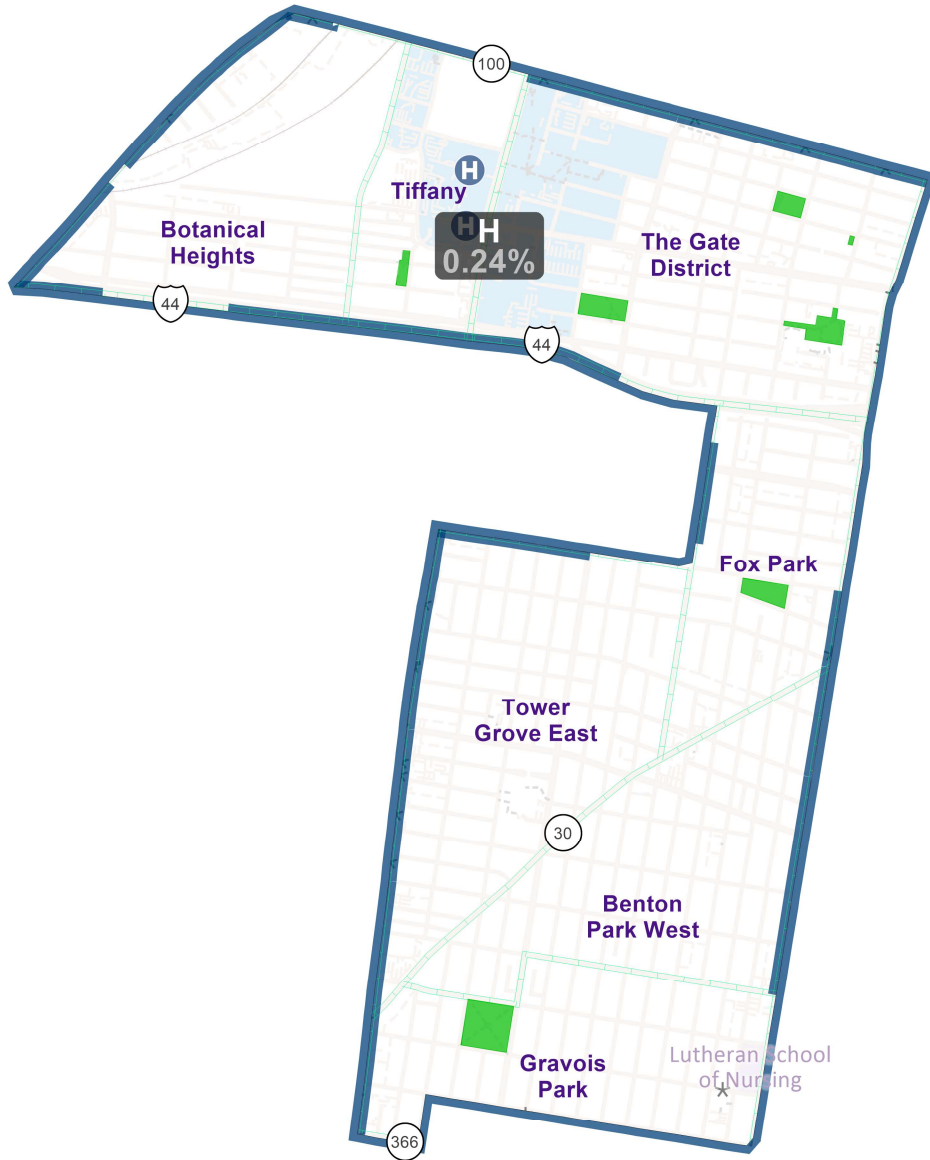 100
H
Tiffany
H
H
0.24%
Botanical
Heights
The Gate
District
44
44
Fox Park
Tower
Grove East
30
Benton
Park West
Lutheran School
of Nursing
Gravois
Park
366